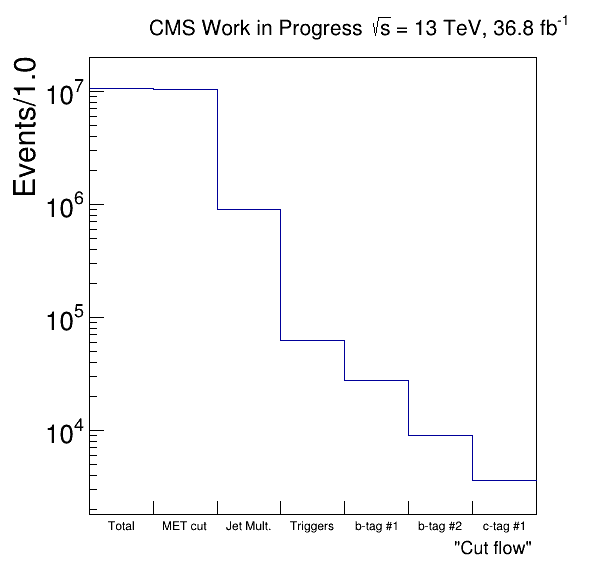 CMS Work in Progress √s = 13 TeV, 36.8 fb⁻¹
Events/1.0
10⁷
10⁶
10⁵
10⁴
Total MET cut Jet Mult. Triggers b-tag #1 b-tag #2 c-tag #1
"Cut flow"